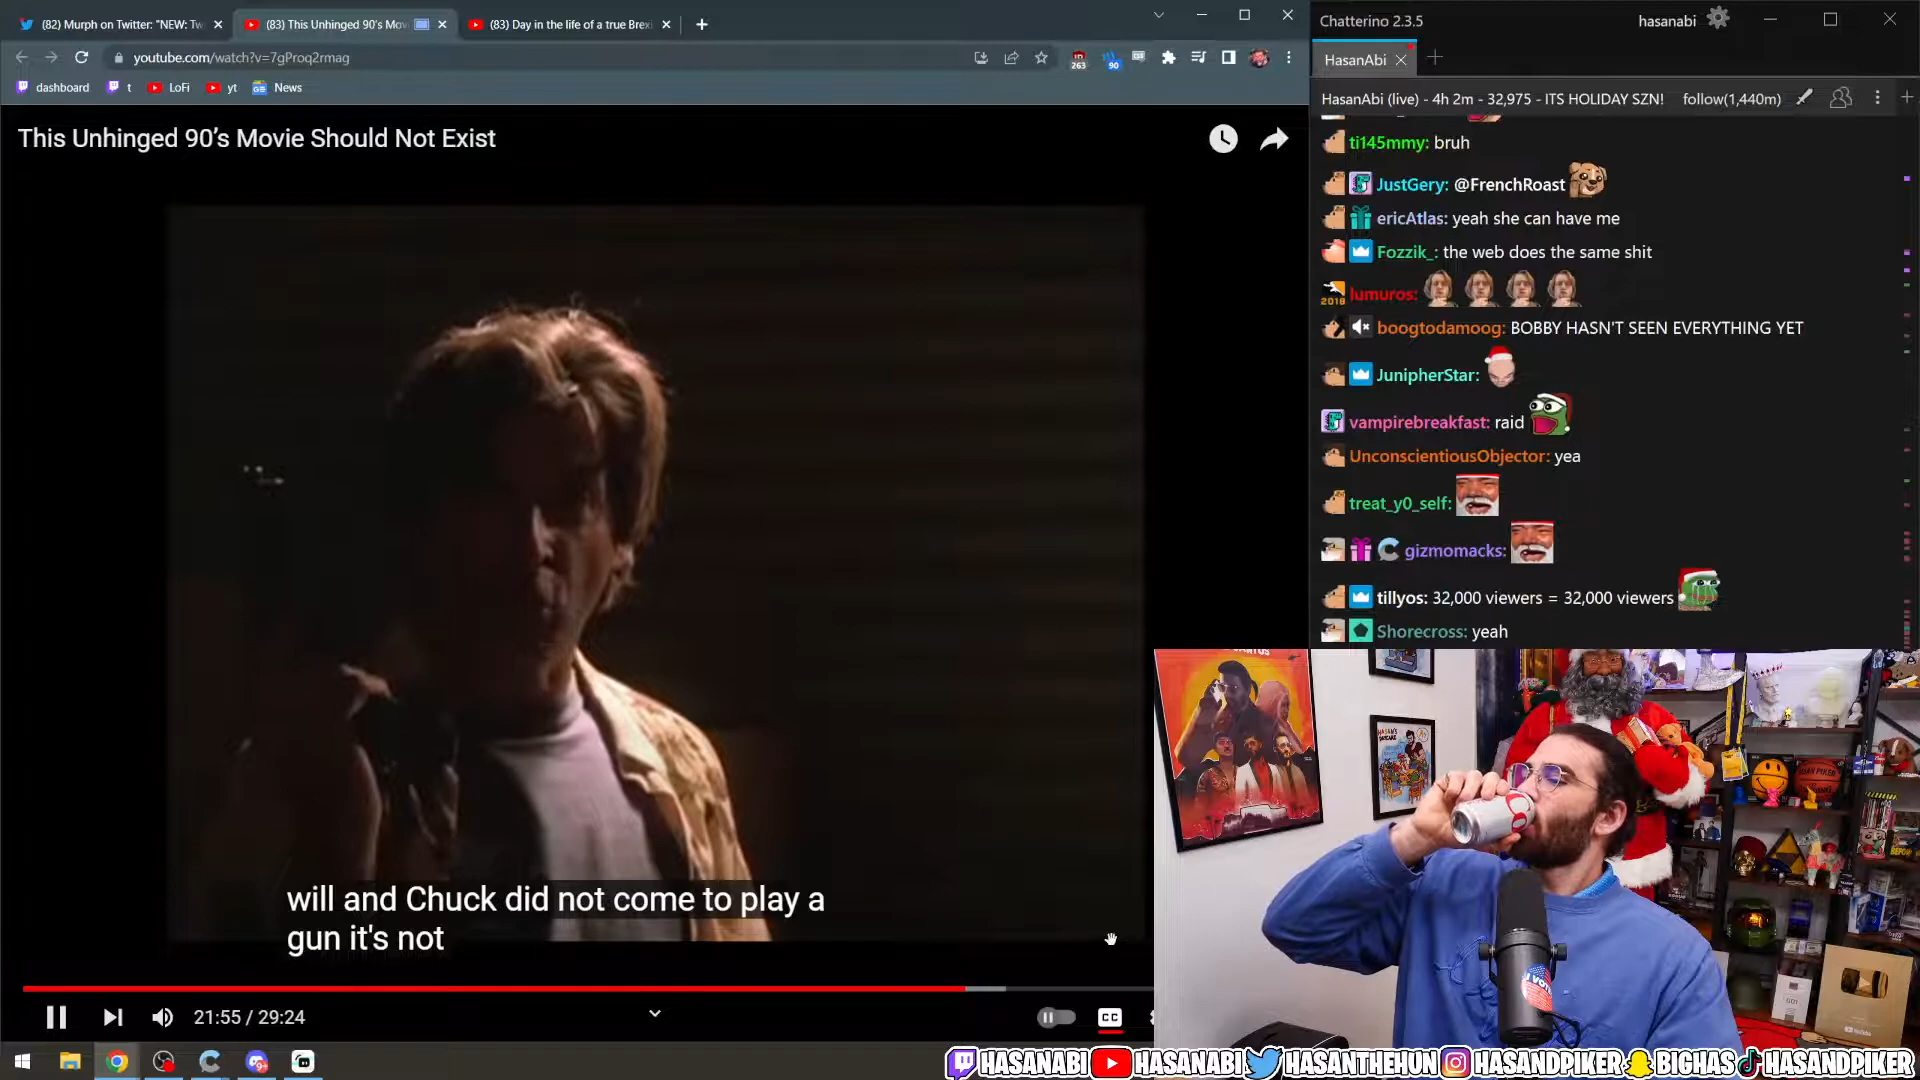 (82) Murph on Twitter: "NEW: Tw
(83) This Unhinged 90's Mov
(83) Day in the life of a true Brexi
youtube.com/watch?v=7gProq2rmag
263
90
dashboard
t
LoFi
yt
News
This Unhinged 90's Movie Should Not Exist
will and Chuck did not come to play a
gun it's not
21:55 / 29:24
CC
Chatterino 2.3.5
hasanabi
HasanAbi
HasanAbi (live) - 4h 2m - 32,975 - ITS HOLIDAY SZN!
follow(1,440m)
ti145mmy: bruh
JustGery: @FrenchRoast
ericAtlas: yeah she can have me
Fozzik_: the web does the same shit
2018
lumuros:
boogtodamoog: BOBBY HASN'T SEEN EVERYTHING YET
JunipherStar:
vampirebreakfast: raid
UnconscientiousObjector: yea
treat_y0_self:
gizmomacks:
tillyos: 32,000 viewers = 32,000 viewers
Shorecross: yeah
I VOTED
HASANABI
HASANABI
HASANTHEHUN
HASANDPIKER
BIGHAS
HASANDPIKER